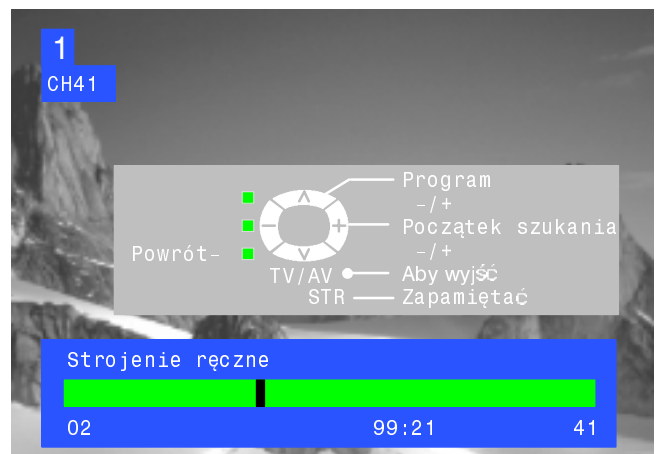 1
CH41
Program
-/+
Początek szukania
-/+
Powrót-
TV/AV Aby wyjść
STR Zapamiętać
Strojenie ręczne
02 99:21 41